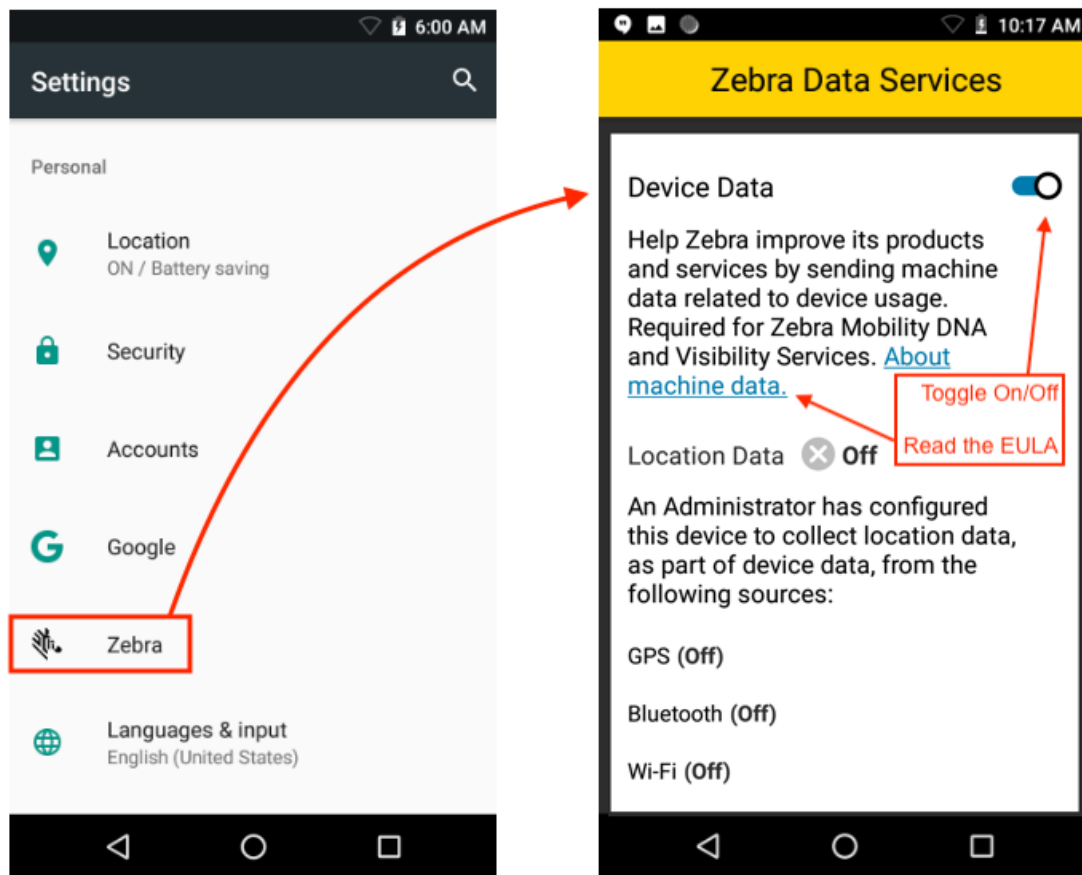 6:00 AM
Settings
Personal
Location
ON / Battery saving
Security
Accounts
Google
Zebra
Languages & input
English (United States)
10:17 AM
Zebra Data Services
Device Data
Help Zebra improve its products
and services by sending machine
data related to device usage.
Required for Zebra Mobility DNA
and Visibility Services. About
machine data.
Toggle On/Off
Read the EULA
Location Data Off
An Administrator has configured
this device to collect location data,
as part of device data, from the
following sources:
GPS (Off)
Bluetooth (Off)
Wi-Fi (Off)